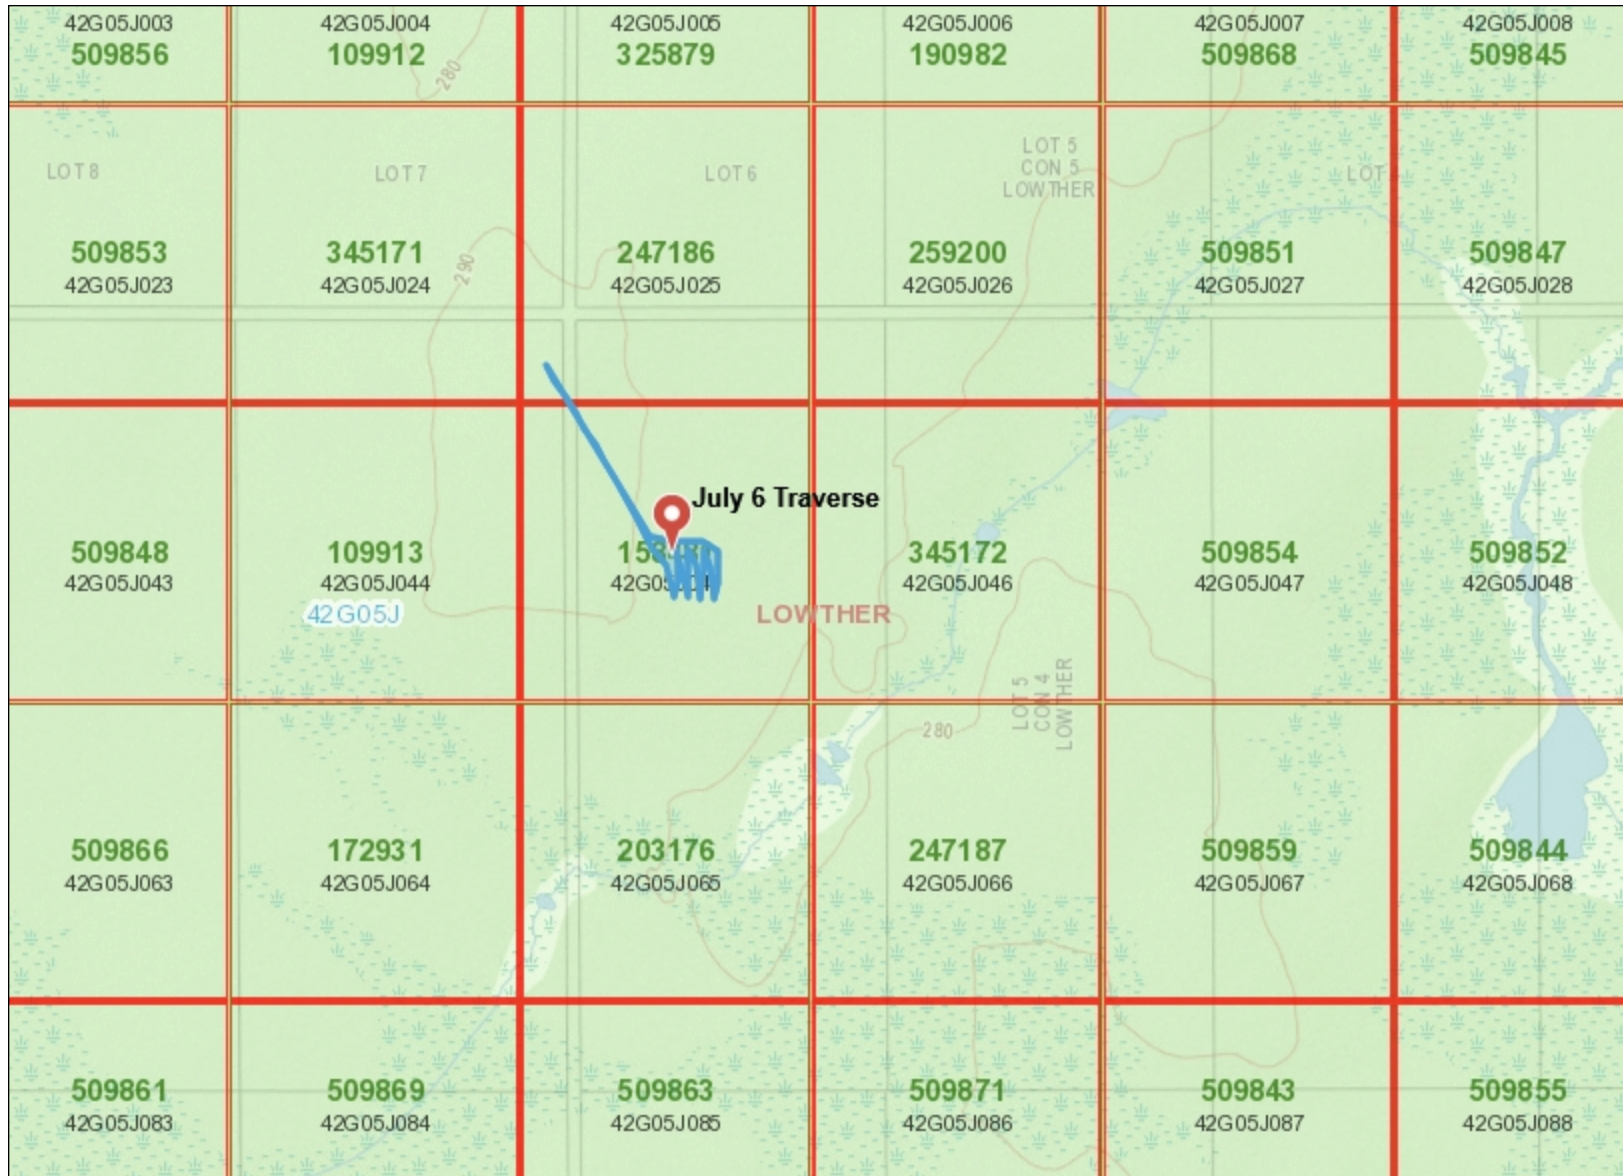 42G05J003
509856
42G05J004
109912
42G05J005
325879
42G05J006
190982
42G05J007
509868
42G05J008
509845
280
LOT 8
LOT 7
LOT 6
LOT 5
CON 5
LOWTHER
LOT
509853
42G05J023
345171
42G05J024
290
247186
42G05J025
259200
42G05J026
509851
42G05J027
509847
42G05J028
July 6 Traverse
509848
42G05J043
109913
42G05J044
42G05J
345172
42G05J046
509854
42G05J047
509852
42G05J048
LOWTHER
LOT 5
CON 4
LOWTHER
280
509866
42G05J063
172931
42G05J064
203176
42G05J065
247187
42G05J066
509859
42G05J067
509844
42G05J068
509861
42G05J083
509869
42G05J084
509863
42G05J085
509871
42G05J086
509843
42G05J087
509855
42G05J088